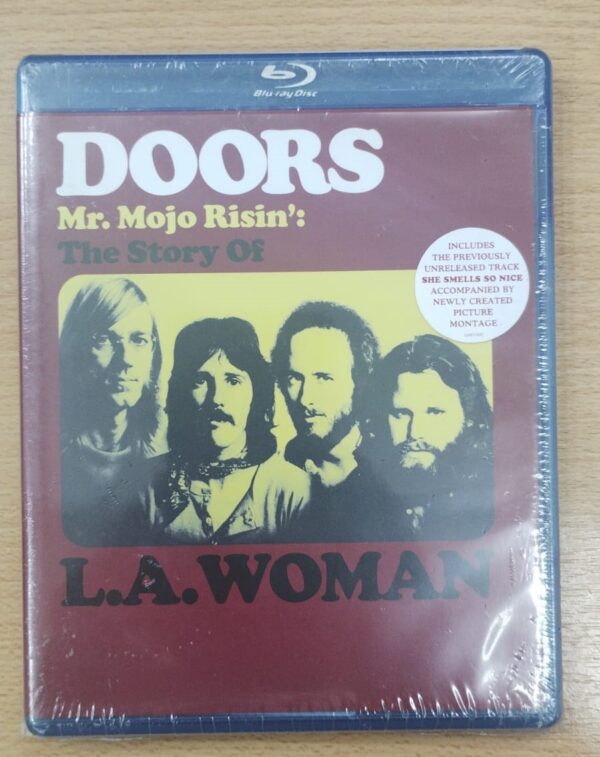 Blu-ray Disc
DOORS
Mr. Mojo Risin':
The Story Of
INCLUDES
THE PREVIOUSLY
UNRELEASED TRACK
SHE SMELLS SO NICE
ACCOMPANIED BY
NEWLY CREATED
PICTURE
MONTAGE
L.A.WOMAN